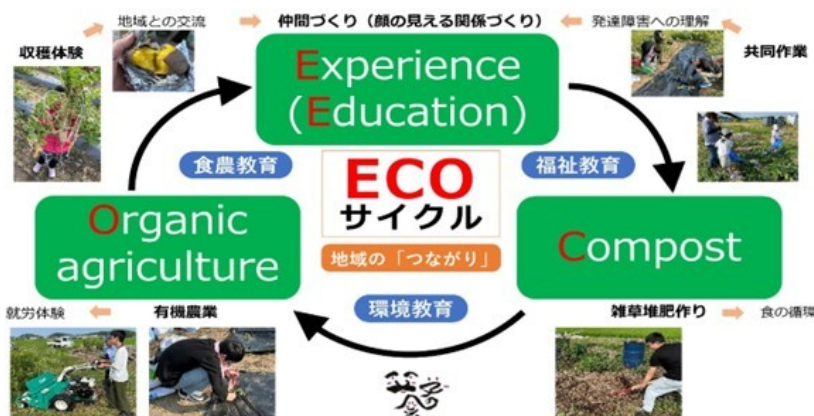 地域との交流
仲間づくり（顔の見える関係づくり）
発達障害への理解
収穫体験
共同作業
Experience
(Education)
食農教育
福祉教育
ECO
サイクル
Organic
agriculture
Compost
地域の「つながり」
就労体験
有機農業
環境教育
雑草堆肥作り
食の循環